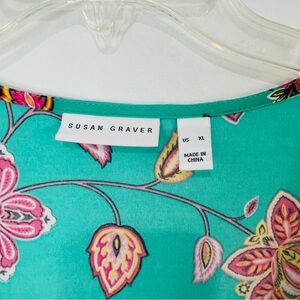 SUSAN GRAVER
US XL
MADE IN
CHINA